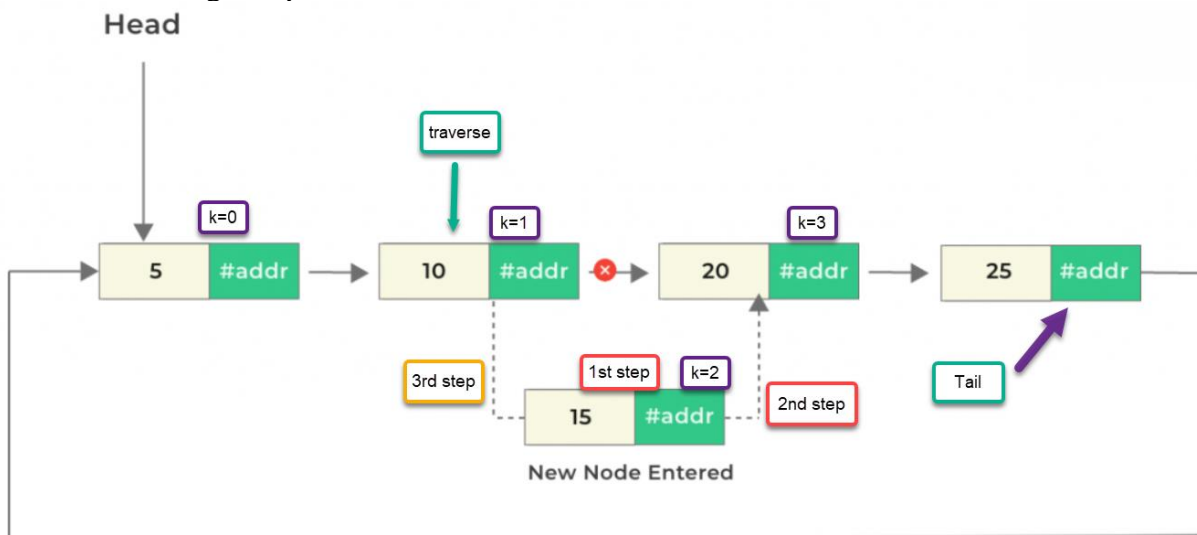 Head
traverse
k=0
k=1
k=3
5 #addr
10 #addr
20 #addr
25 #addr
3rd step
1st step
k=2
2nd step
Tail
15 #addr
New Node Entered